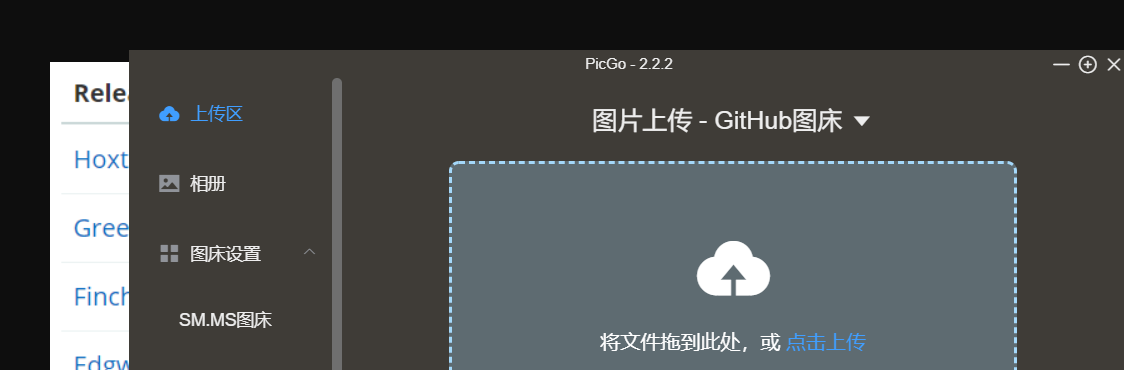 PicGo - 2.2.2
上传区
相册
图床设置
SM.MS图床
图片上传 - GitHub图床
将文件拖到此处，或 点击上传
Relea
Hoxt
Gree
Finch
Edgw